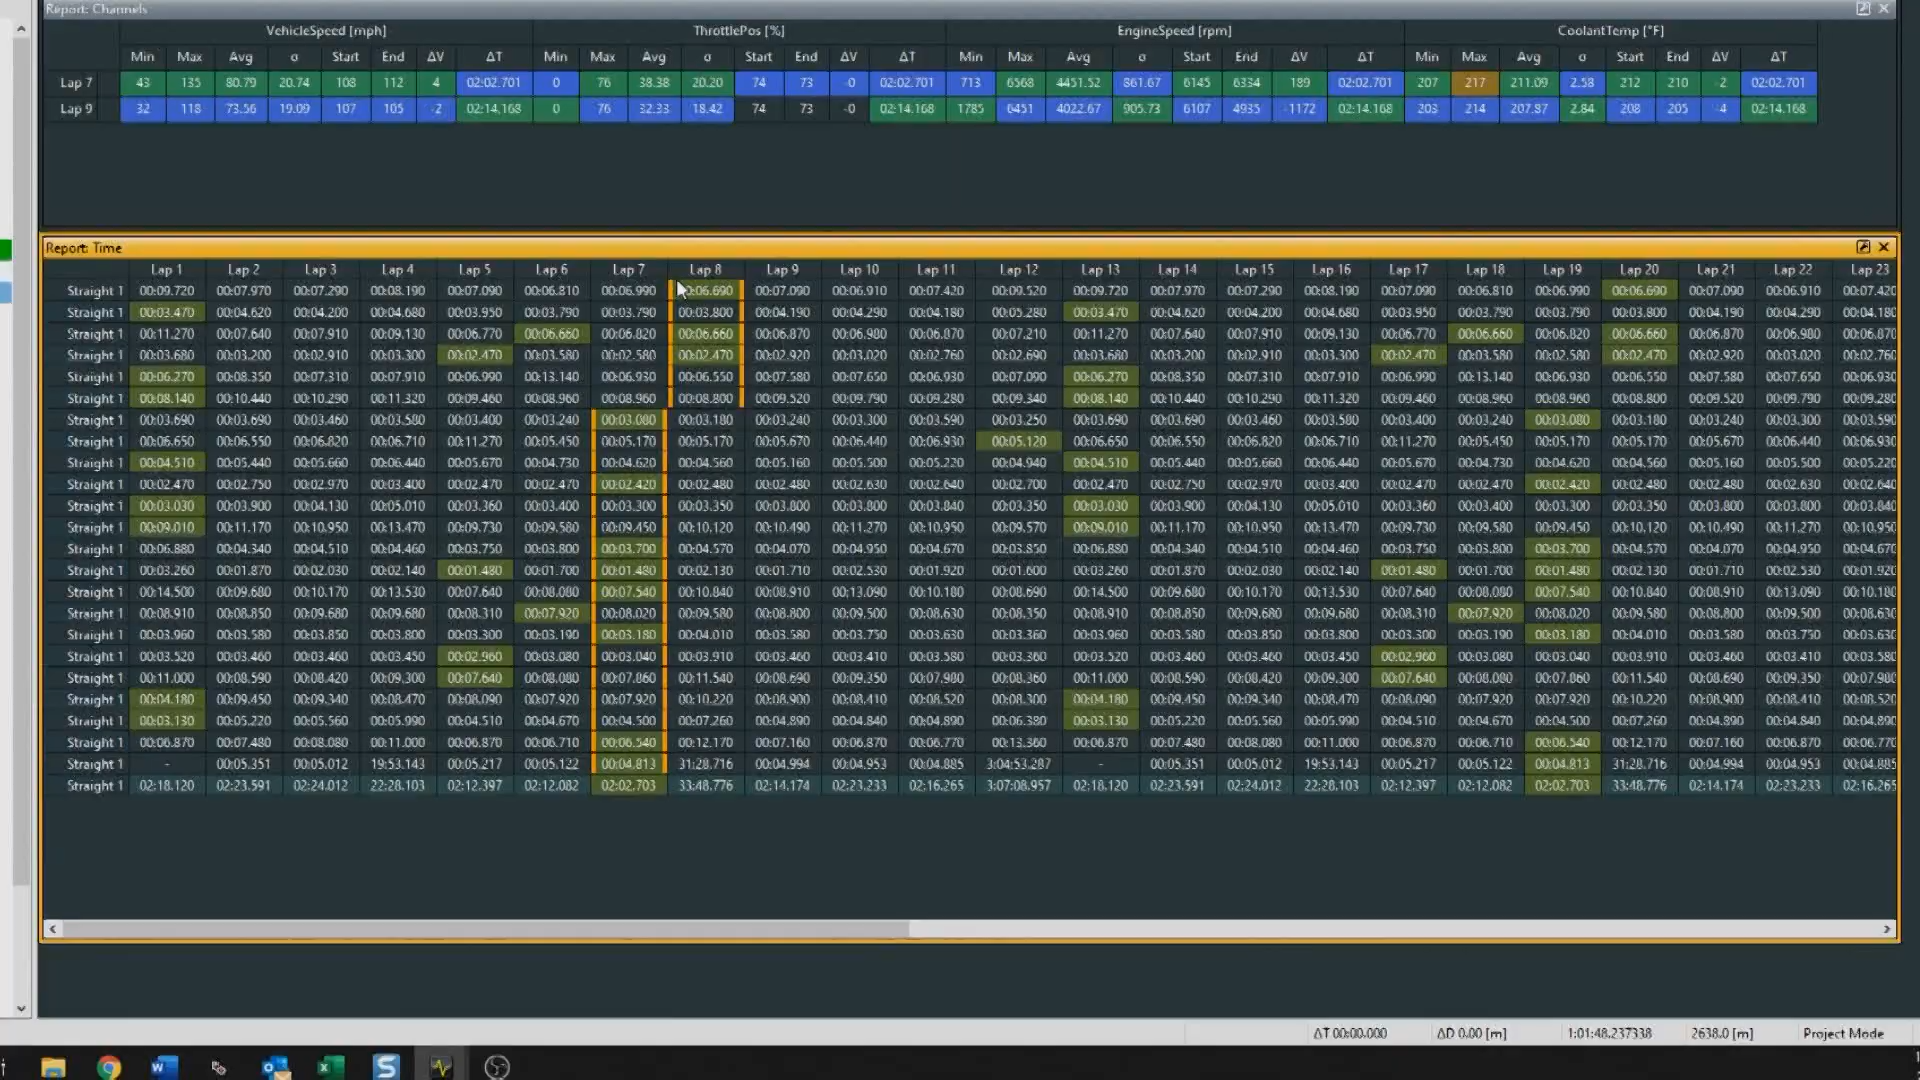 Report: Channels
VehicleSpeed [mph] ThrottlePos [%] EngineSpeed [rpm] CoolantTemp [°F]
Min Max Avg σ Start End ΔV ΔT Min Max Avg σ Start End ΔV ΔT Min Max Avg σ Start End ΔV ΔT Min Max Avg σ Start End ΔV ΔT
Lap 7 43 135 80.79 20.74 108 112 4 02:02.701 0 76 38.38 20.20 74 73 -0 02:02.701 713 6568 4451.52 861.67 6145 6334 189 02:02.701 207 217 211.09 2.58 212 210 -2 02:02.701
Lap 9 32 118 73.56 19.09 107 105 -2 02:14.168 0 76 32.33 18.42 74 73 -0 02:14.168 1785 6451 4022.67 905.73 6107 4935 -1172 02:14.168 203 214 207.87 2.84 208 205 -4 02:14.168
Report: Time
Lap 1 Lap 2 Lap 3 Lap 4 Lap 5 Lap 6 Lap 7 Lap 8 Lap 9 Lap 10 Lap 11 Lap 12 Lap 13 Lap 14 Lap 15 Lap 16 Lap 17 Lap 18 Lap 19 Lap 20 Lap 21 Lap 22 Lap 23
Straight 1 00:09.720 00:07.970 00:07.290 00:08.190 00:07.090 00:06.810 00:06.990 00:06.690 00:07.090 00:06.910 00:07.420 00:09.520 00:09.720 00:07.970 00:07.290 00:08.190 00:07.090 00:06.810 00:06.990 00:06.690 00:07.090 00:06.910 00:07.420
Straight 1 00:03.470 00:04.620 00:04.200 00:04.680 00:03.950 00:03.790 00:03.790 00:03.800 00:04.190 00:04.290 00:04.180 00:05.280 00:03.470 00:04.620 00:04.200 00:04.680 00:03.950 00:03.790 00:03.790 00:03.800 00:04.190 00:04.290 00:04.180
Straight 1 00:11.270 00:07.640 00:07.910 00:09.130 00:06.770 00:06.660 00:06.820 00:06.660 00:06.870 00:06.980 00:06.870 00:07.210 00:11.270 00:07.640 00:07.910 00:09.130 00:06.770 00:06.660 00:06.820 00:06.660 00:06.870 00:06.980 00:06.870
Straight 1 00:03.680 00:03.200 00:02.910 00:03.300 00:02.470 00:03.580 00:02.580 00:02.470 00:02.920 00:03.020 00:02.760 00:02.690 00:03.680 00:03.200 00:02.910 00:03.300 00:02.470 00:03.580 00:02.580 00:02.470 00:02.920 00:03.020 00:02.760
Straight 1 00:06.270 00:08.350 00:07.310 00:07.910 00:06.990 00:13.140 00:06.930 00:06.550 00:07.580 00:07.650 00:06.930 00:07.090 00:06.270 00:08.350 00:07.310 00:07.910 00:06.990 00:13.140 00:06.930 00:06.550 00:07.580 00:07.650 00:06.930
Straight 1 00:08.140 00:10.440 00:10.290 00:11.320 00:09.460 00:08.960 00:08.960 00:08.800 00:09.520 00:09.790 00:09.280 00:09.340 00:08.140 00:10.440 00:10.290 00:11.320 00:09.460 00:08.960 00:08.960 00:08.800 00:09.520 00:09.790 00:09.280
Straight 1 00:03.690 00:03.690 00:03.460 00:03.580 00:03.400 00:03.240 00:03.080 00:03.180 00:03.240 00:03.300 00:03.590 00:03.250 00:03.690 00:03.690 00:03.460 00:03.580 00:03.400 00:03.240 00:03.080 00:03.180 00:03.240 00:03.300 00:03.590
Straight 1 00:06.650 00:06.550 00:06.820 00:06.710 00:11.270 00:05.450 00:05.170 00:05.170 00:05.670 00:06.440 00:06.930 00:05.120 00:06.650 00:06.550 00:06.820 00:06.710 00:11.270 00:05.450 00:05.170 00:05.170 00:05.670 00:06.440 00:06.930
Straight 1 00:04.510 00:05.440 00:05.660 00:06.440 00:05.670 00:04.730 00:04.620 00:04.560 00:05.160 00:05.500 00:05.220 00:04.940 00:04.510 00:05.440 00:05.660 00:06.440 00:05.670 00:04.730 00:04.620 00:04.560 00:05.160 00:05.500 00:05.220
Straight 1 00:02.470 00:02.750 00:02.970 00:03.400 00:02.470 00:02.470 00:02.420 00:02.480 00:02.480 00:02.630 00:02.640 00:02.700 00:02.470 00:02.750 00:02.970 00:03.400 00:02.470 00:02.470 00:02.420 00:02.480 00:02.480 00:02.630 00:02.640
Straight 1 00:03.030 00:03.900 00:04.130 00:05.010 00:03.360 00:03.400 00:03.300 00:03.350 00:03.800 00:03.800 00:03.840 00:03.350 00:03.030 00:03.900 00:04.130 00:05.010 00:03.360 00:03.400 00:03.300 00:03.350 00:03.800 00:03.800 00:03.840
Straight 1 00:09.010 00:11.170 00:10.950 00:13.470 00:09.730 00:09.580 00:09.450 00:10.120 00:10.490 00:11.270 00:10.950 00:09.570 00:09.010 00:11.170 00:10.950 00:13.470 00:09.730 00:09.580 00:09.450 00:10.120 00:10.490 00:11.270 00:10.950
Straight 1 00:06.880 00:04.340 00:04.510 00:04.460 00:03.750 00:03.800 00:03.700 00:04.570 00:04.070 00:04.950 00:04.670 00:03.850 00:06.880 00:04.340 00:04.510 00:04.460 00:03.750 00:03.800 00:03.700 00:04.570 00:04.070 00:04.950 00:04.670
Straight 1 00:03.260 00:01.870 00:02.030 00:02.140 00:01.480 00:01.700 00:01.480 00:02.130 00:01.710 00:02.530 00:01.920 00:01.600 00:03.260 00:01.870 00:02.030 00:02.140 00:01.480 00:01.700 00:01.480 00:02.130 00:01.710 00:02.530 00:01.920
Straight 1 00:14.500 00:09.680 00:10.170 00:13.530 00:07.640 00:08.080 00:07.540 00:10.840 00:08.910 00:13.090 00:10.180 00:08.690 00:14.500 00:09.680 00:10.170 00:13.530 00:07.640 00:08.080 00:07.540 00:10.840 00:08.910 00:13.090 00:10.180
Straight 1 00:08.910 00:08.850 00:09.680 00:09.680 00:08.310 00:07.920 00:08.020 00:09.580 00:08.800 00:09.500 00:08.630 00:08.350 00:08.910 00:08.850 00:09.680 00:09.680 00:08.310 00:07.920 00:08.020 00:09.580 00:08.800 00:09.500 00:08.630
Straight 1 00:03.960 00:03.580 00:03.850 00:03.800 00:03.300 00:03.190 00:03.180 00:04.010 00:03.580 00:03.750 00:03.630 00:03.360 00:03.960 00:03.580 00:03.850 00:03.800 00:03.300 00:03.190 00:03.180 00:04.010 00:03.580 00:03.750 00:03.630
Straight 1 00:03.520 00:03.460 00:03.460 00:03.450 00:02.960 00:03.080 00:03.040 00:03.910 00:03.460 00:03.410 00:03.580 00:03.360 00:03.520 00:03.460 00:03.460 00:03.450 00:02.960 00:03.080 00:03.040 00:03.910 00:03.460 00:03.410 00:03.580
Straight 1 00:11.000 00:08.590 00:08.420 00:09.300 00:07.640 00:08.080 00:07.860 00:11.540 00:08.690 00:09.350 00:07.980 00:08.360 00:11.000 00:08.590 00:08.420 00:09.300 00:07.640 00:08.080 00:07.860 00:11.540 00:08.690 00:09.350 00:07.980
Straight 1 00:04.180 00:09.450 00:09.340 00:08.470 00:08.090 00:07.920 00:07.920 00:10.220 00:08.900 00:08.410 00:08.520 00:08.300 00:04.180 00:09.450 00:09.340 00:08.470 00:08.090 00:07.920 00:07.920 00:10.220 00:08.900 00:08.410 00:08.520
Straight 1 00:03.130 00:05.220 00:05.560 00:05.990 00:04.510 00:04.670 00:04.500 00:07.260 00:04.890 00:04.840 00:04.890 00:06.380 00:03.130 00:05.220 00:05.560 00:05.990 00:04.510 00:04.670 00:04.500 00:07.260 00:04.890 00:04.840 00:04.890
Straight 1 00:06.870 00:07.480 00:08.080 00:11.000 00:06.870 00:06.710 00:06.540 00:12.170 00:07.160 00:06.870 00:06.770 00:13.360 00:06.870 00:07.480 00:08.080 00:11.000 00:06.870 00:06.710 00:06.540 00:12.170 00:07.160 00:06.870 00:06.770
Straight 1 - 00:05.351 00:05.012 19:53.143 00:05.217 00:05.122 00:04.813 31:28.716 00:04.994 00:04.953 00:04.885 3:04:53.287 - 00:05.351 00:05.012 19:53.143 00:05.217 00:05.122 00:04.813 31:28.716 00:04.994 00:04.953 00:04.885
Straight 1 02:18.120 02:23.591 02:24.012 22:28.103 02:12.397 02:12.082 02:02.703 33:48.776 02:14.174 02:23.233 02:16.265 3:07:08.957 02:18.120 02:23.591 02:24.012 22:28.103 02:12.397 02:12.082 02:02.703 33:48.776 02:14.174 02:23.233 02:16.265
ΔT 00:00.000 ΔD 0.00 [m] 1:01:48.237338 2638.0 [m] Project Mode